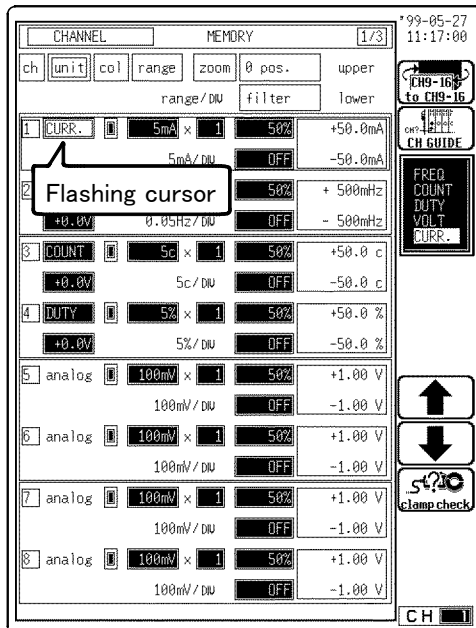 '99-05-27
11:17:00
CHANNEL MEMORY 1/3
ch unit col range zoom 0 pos. upper
range/DIV filter lower
CH9-16
to CH9-16
CH GUIDE
1 CURR. 5mA × 1 50% +50.0mA
5mA/DIV OFF -50.0mA
Flashing cursor
2 50% + 500mHz
+0.0V 0.05Hz/DIV OFF - 500mHz
FREQ
COUNT
DUTY
VOLT
CURR.
3 COUNT 5c × 1 50% +50.0 c
+0.0V 5c/DIV OFF -50.0 c
4 DUTY 5% × 1 50% +50.0 %
+0.0V 5%/DIV OFF -50.0 %
5 analog 100mV × 1 50% +1.00 V
100mV/DIV OFF -1.00 V
6 analog 100mV × 1 50% +1.00 V
100mV/DIV OFF -1.00 V
7 analog 100mV × 1 50% +1.00 V
100mV/DIV OFF -1.00 V
8 analog 100mV × 1 50% +1.00 V
100mV/DIV OFF -1.00 V
clamp check
CH 1